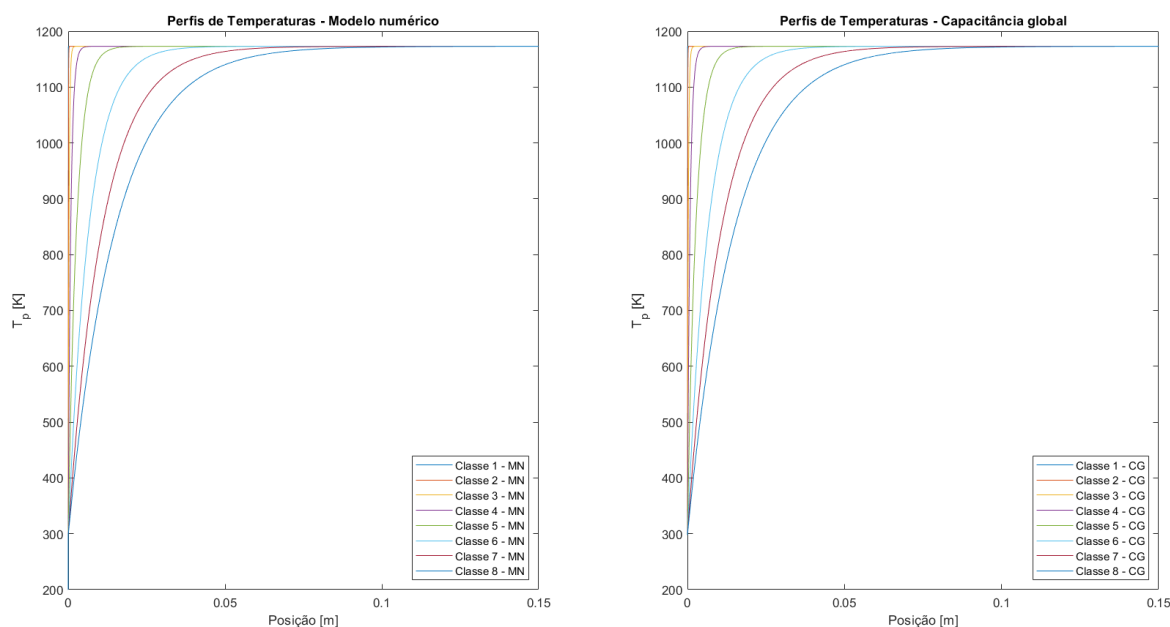 Perfis de Temperaturas - Modelo numérico
1200
1100
1000
900
800
700
600
500
400
300
200
T_p [K]
0
0.05
0.1
0.15
Posição [m]
Classe 1 - MN
Classe 2 - MN
Classe 3 - MN
Classe 4 - MN
Classe 5 - MN
Classe 6 - MN
Classe 7 - MN
Classe 8 - MN
Perfis de Temperaturas - Capacitância global
1200
1100
1000
900
800
700
600
500
400
300
200
T_p [K]
0
0.05
0.1
0.15
Posição [m]
Classe 1 - CG
Classe 2 - CG
Classe 3 - CG
Classe 4 - CG
Classe 5 - CG
Classe 6 - CG
Classe 7 - CG
Classe 8 - CG